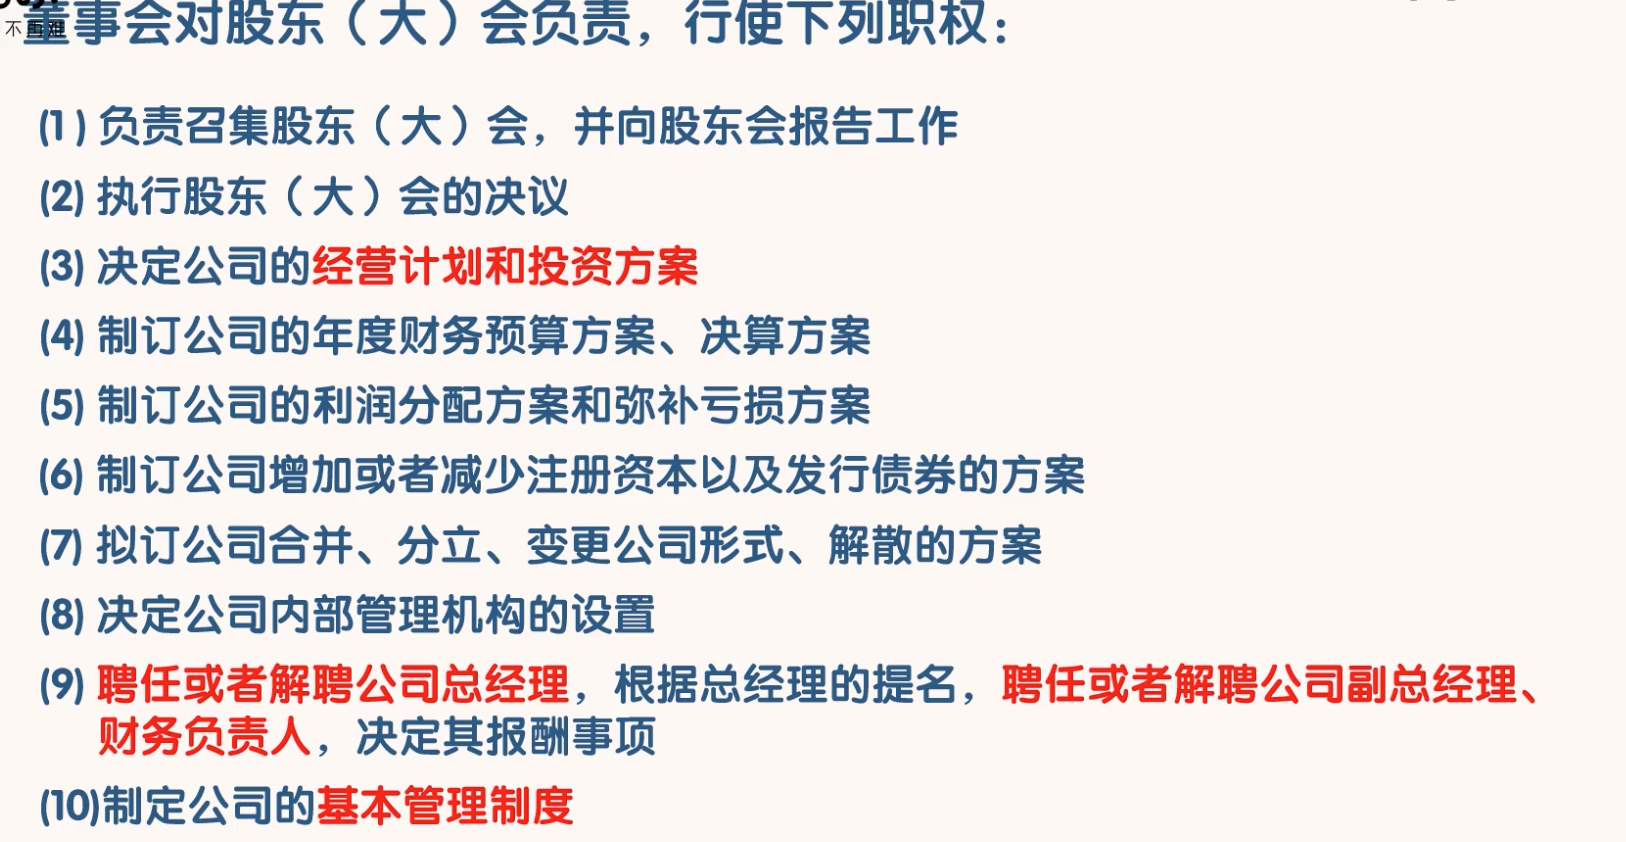 不再难
董事会对股东（大）会负责，行使下列职权：
(1) 负责召集股东（大）会，并向股东会报告工作
(2) 执行股东（大）会的决议
(3) 决定公司的经营计划和投资方案
(4) 制订公司的年度财务预算方案、决算方案
(5) 制订公司的利润分配方案和弥补亏损方案
(6) 制订公司增加或者减少注册资本以及发行债券的方案
(7) 拟订公司合并、分立、变更公司形式、解散的方案
(8) 决定公司内部管理机构的设置
(9) 聘任或者解聘公司总经理，根据总经理的提名，聘任或者解聘公司副总经理、
财务负责人，决定其报酬事项
(10)制定公司的基本管理制度